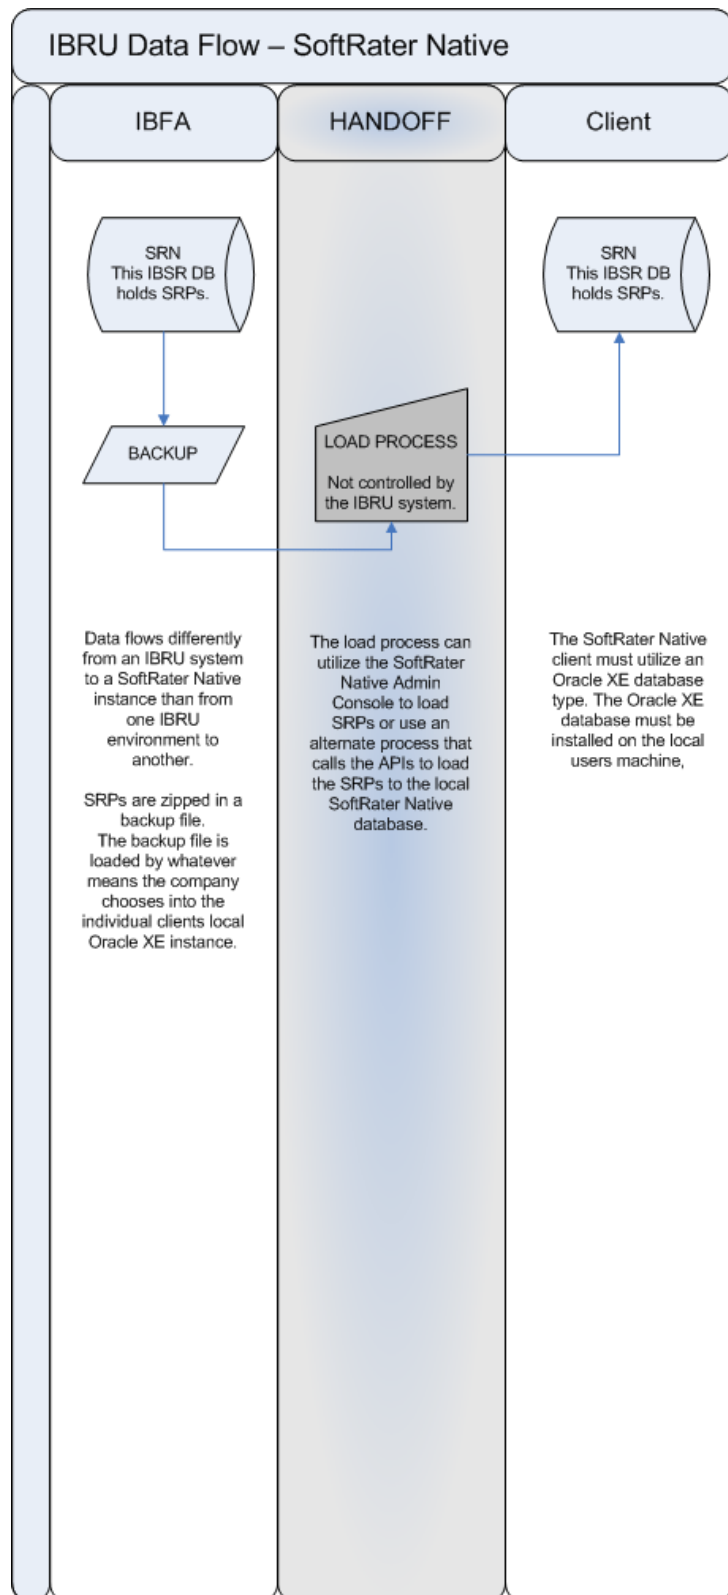 IBRU Data Flow – SoftRater Native
IBFA
HANDOFF
Client
SRN
This IBSR DB
holds SRPs.
SRN
This IBSR DB
holds SRPs.
BACKUP
LOAD PROCESS
Not controlled by
the IBRU system.
Data flows differently
from an IBRU system
to a SoftRater Native
instance than from
one IBRU
environment to
another.
SRPs are zipped in a
backup file.
The backup file is
loaded by whatever
means the company
chooses into the
individual clients local
Oracle XE instance.
The load process can
utilize the SoftRater
Native Admin
Console to load
SRPs or use an
alternate process that
calls the APIs to load
the SRPs to the local
SoftRater Native
database.
The SoftRater Native
client must utilize an
Oracle XE database
type. The Oracle XE
database must be
installed on the local
users machine,